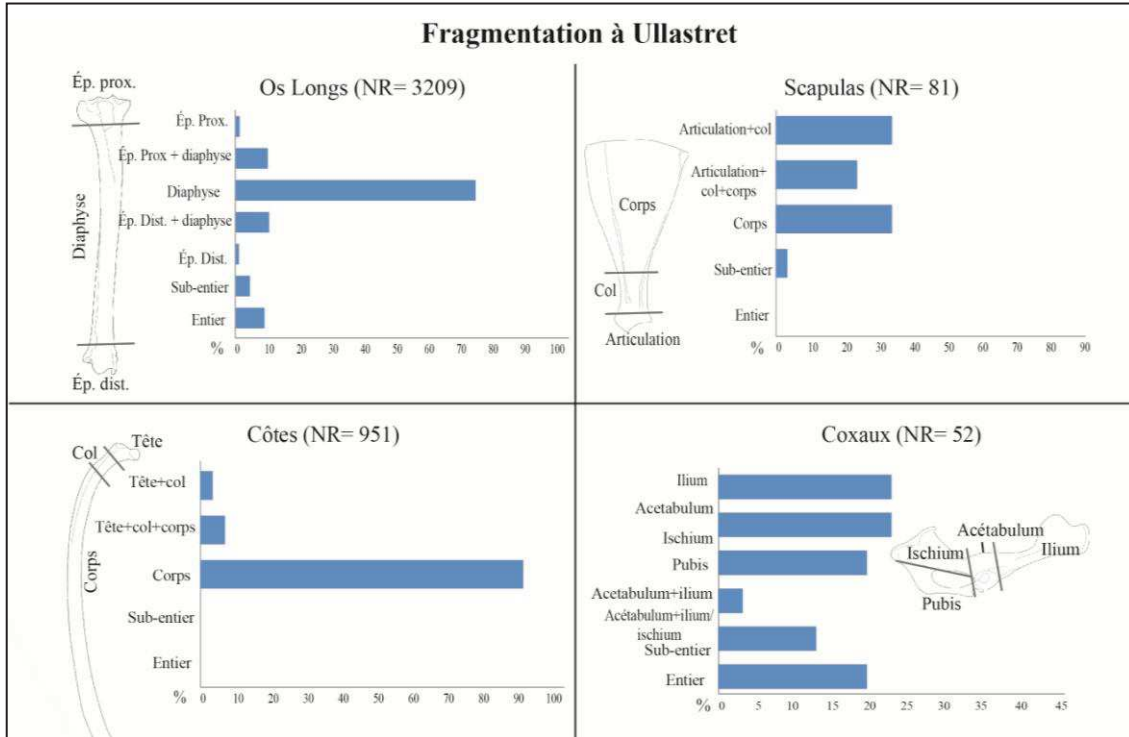 Fragmentation à Ullastret
Os Longs (NR= 3209)
Ép. prox.
Diaphyse
Ép. dist.
Ép. Prox.
Ép. Prox + diaphyse
Diaphyse
Ép. Dist. + diaphyse
Ép. Dist.
Sub-entier
Entier
% 0 10 20 30 40 50 60 70 80 90 100
Scapulas (NR= 81)
Corps
Col
Articulation
Articulation+col
Articulation+
col+corps
Corps
Sub-entier
Entier
% 0 10 20 30 40 50 60 70 80 90
Côtes (NR= 951)
Tête
Col
Corps
Tête+col
Tête+col+corps
Corps
Sub-entier
Entier
% 0 10 20 30 40 50 60 70 80 90 100
Coxaux (NR= 52)
Ilium
Acetabulum
Ischium
Pubis
Acetabulum+ilium
Acétabulum+ilium/
ischium
Sub-entier
Entier
% 0 5 10 15 20 25 30 35 40 45
Acétabulum
Ischium
Ilium
Pubis